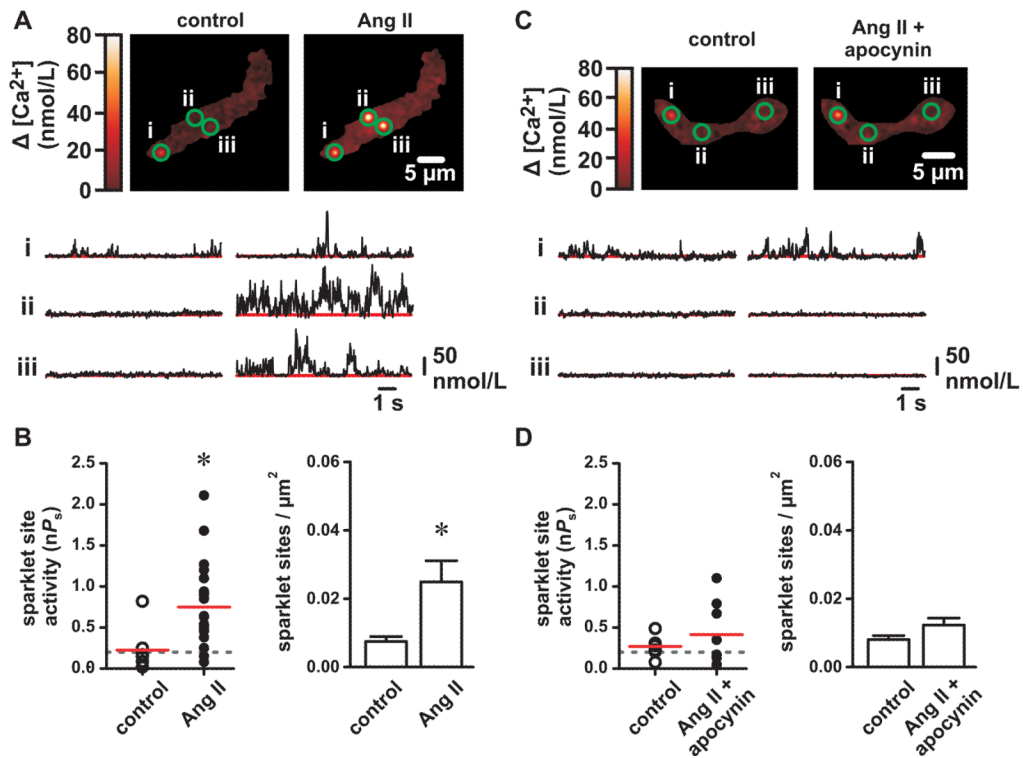 A
control
Ang II
80
60
40
20
0
Δ [Ca2+]
(nmol/L)
i
ii
iii
i
ii
iii
5 µm
i
ii
iii
50
nmol/L
1 s
C
control
Ang II +
apocynin
80
60
40
20
0
Δ [Ca2+]
(nmol/L)
i
ii
iii
i
ii
iii
5 µm
i
ii
iii
50
nmol/L
1 s
B
sparklet site
activity (nPs)
2.5
2.0
1.5
1.0
0.5
0.0
*
control
Ang II
sparklet sites / µm2
0.06
0.04
0.02
0.00
*
control
Ang II
D
sparklet site
activity (nPs)
2.5
2.0
1.5
1.0
0.5
0.0
control
Ang II +
apocynin
sparklet sites / µm2
0.06
0.04
0.02
0.00
control
Ang II +
apocynin